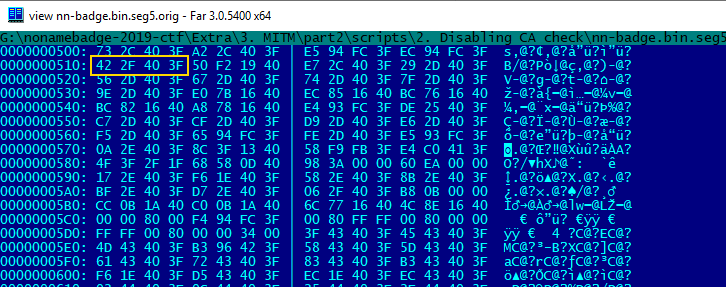 view nn-badge.bin.seg5.orig - Far 3.0.5400 x64
G:\nonamebadge-2019-ctf\Extra\3. MITM\part2\scripts\2. Disabling CA check\nn-badge.bin.seg5
0000000500: 73 2C 40 3F A2 2C 40 3F │ E5 94 FC 3F EC 94 FC 3F s,@?¢,@?å”ü?ì”ü?
0000000510: 42 2F 40 3F 50 F2 19 40 │ E7 2C 40 3F 29 2D 40 3F B/@?Pò↓@ç,@?)-@?
0000000520: 56 2D 40 3F 67 2D 40 3F │ 74 2D 40 3F 7F 2D 40 3F V-@?g-@?t-@?⌂-@?
0000000530: 9E 2D 40 3F E0 7B 16 40 │ EC 85 16 40 BC 76 16 40 ž-@?à{▬@ì…▬@¼v▬@
0000000540: BC 82 16 40 A8 78 16 40 │ E4 93 FC 3F DE 25 40 3F ¼‚▬@¨x▬@ä“ü?Þ%@?
0000000550: C7 2D 40 3F CF 2D 40 3F │ D9 2D 40 3F E6 2D 40 3F Ç-@?Ï-@?Ù-@?æ-@?
0000000560: F5 2D 40 3F 65 94 FC 3F │ FE 2D 40 3F E5 93 FC 3F õ-@?e”ü?þ-@?å“ü?
0000000570: 0A 2E 40 3F 8C 3F 13 40 │ 58 F9 FC 3F E4 C0 41 3F ◙.@?Œ?‼@Xùü?äÀA?
0000000580: 4F 3F 2F 1F 68 58 0D 40 │ 98 3A 00 00 60 EA 00 00 O?/▼hX♪@˜:  `ê
0000000590: 17 2E 40 3F F2 1E 40 3F │ 58 2E 40 3F 8B 2E 40 3F ↨.@?ò▲@?X.@?‹.@?
00000005A0: BF 2E 40 3F D7 2E 40 3F │ 06 2F 40 3F B8 0B 00 00 ¿.@?×.@?♠/@?¸♂
00000005B0: CC 0B 1A 40 C0 0B 1A 40 │ 6C 77 16 40 4C 8E 16 40 Ì♂→@À♂→@lw▬@LŽ▬@
00000005C0: 00 00 80 00 F4 94 FC 3F │ 00 80 FF FF 00 80 00 00 € ô”ü? €ÿÿ €
00000005D0: FF FF 00 80 00 00 34 00 │ 3F 43 40 3F 45 43 40 3F ÿÿ €  4 ?C@?EC@?
00000005E0: 4D 43 40 3F B3 96 42 3F │ 58 43 40 3F 5D 43 40 3F MC@?³–B?XC@?]C@?
00000005F0: 61 43 40 3F 72 43 40 3F │ 83 43 40 3F
0000000600: F6 1E 40 3F D5 43 40 3F │ EC 1E 40 3F EC 43 40 3F ö▲@?ÕC@?ì▲@?ìC@?